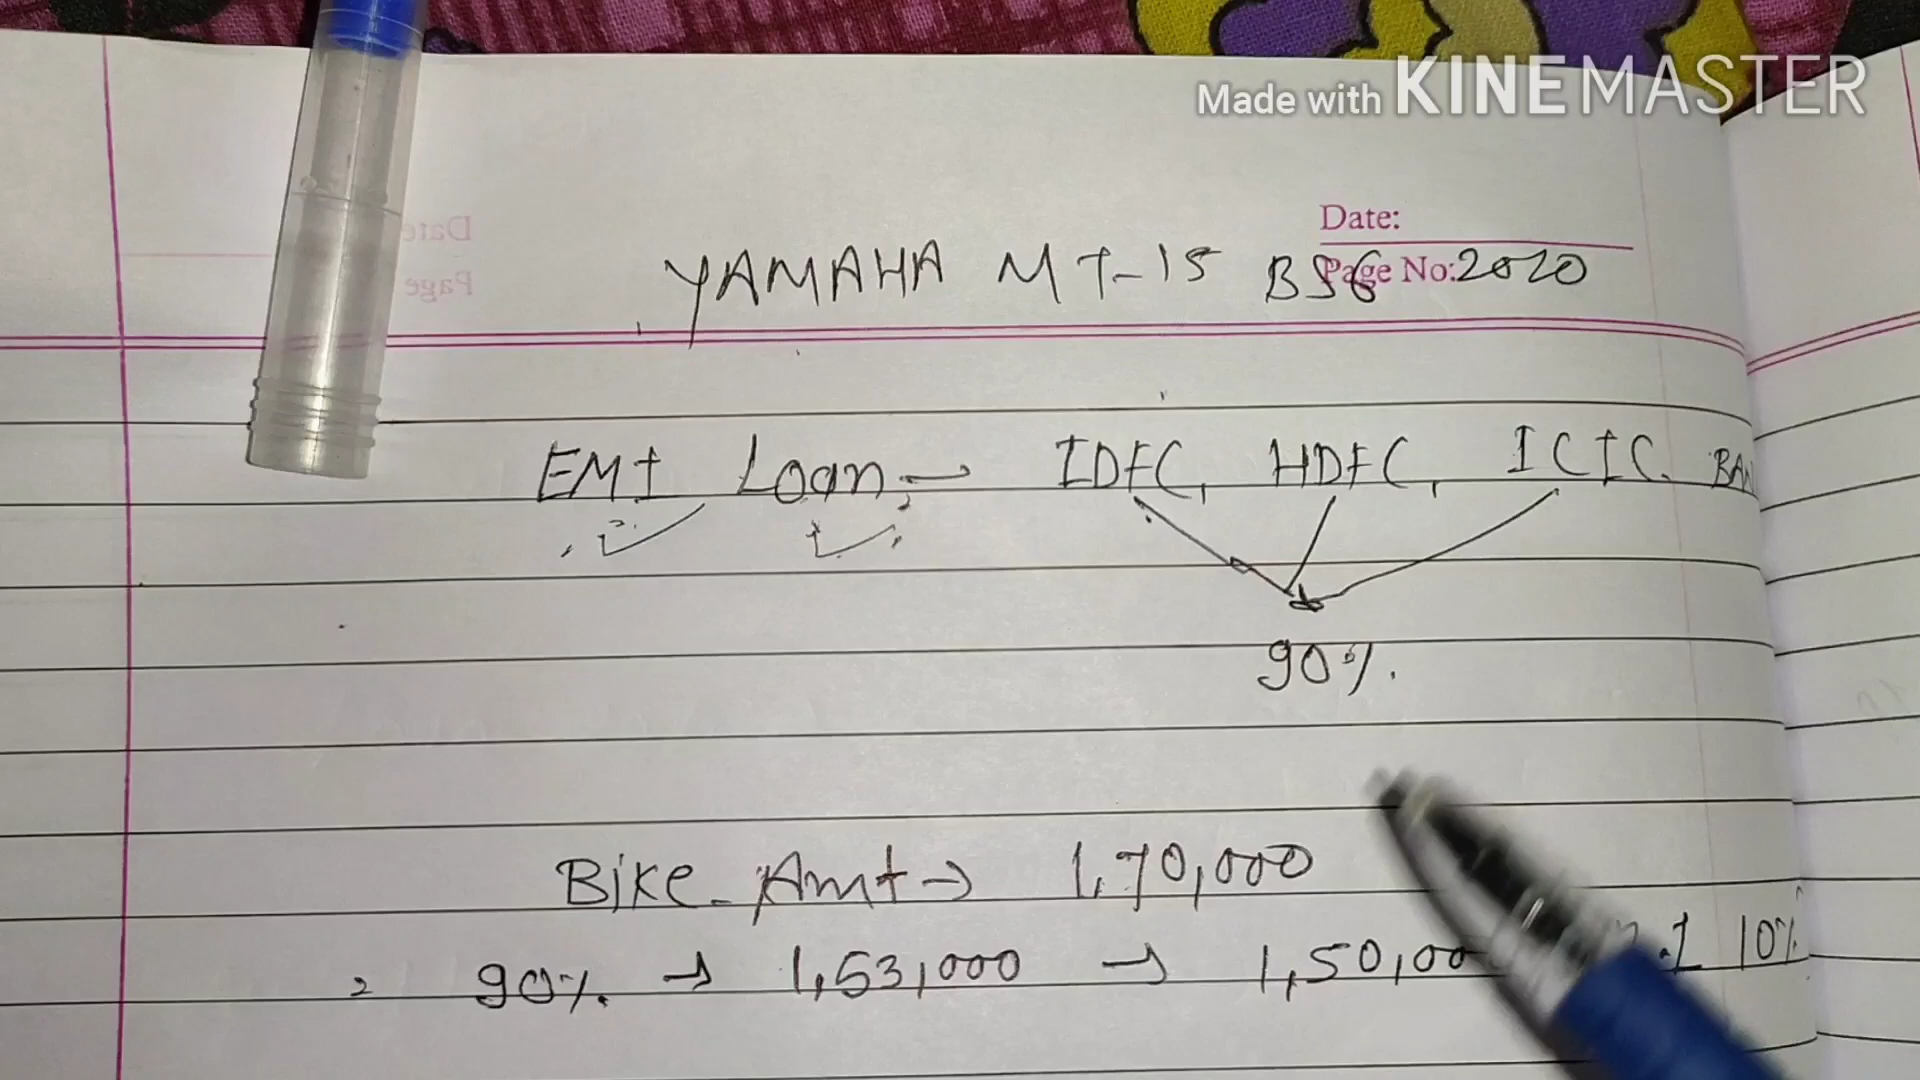 Made with KINEMASTER
Date:
YAMAHA MT-15 BS6 2020
Page No:
EMI Loan → IDFC, HDFC, ICIC. BAN
90%.
Bike Amt → 1,70,000
90%. → 1,53,000 → 1,50,00
10%